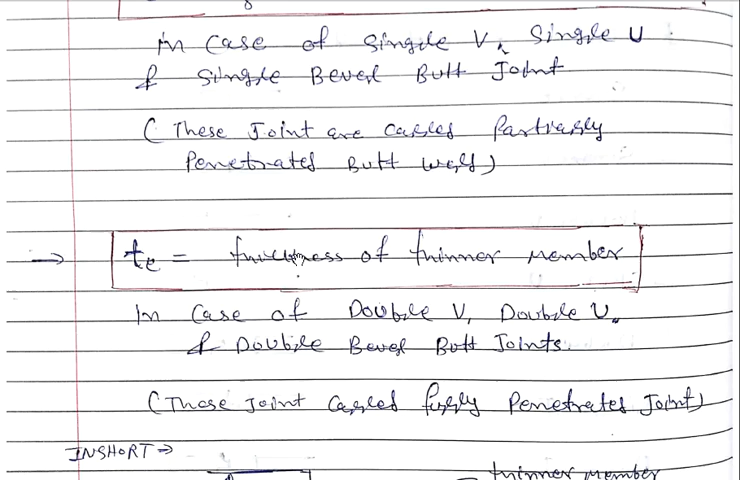 in case of single V, single U
& single Bevel Butt Joint
(These Joint are called Partially
Penetrated Butt weld)
→ te = thickness of thinner member
In case of Double V, Double U,
& Double Bevel Butt Joints.
(These Joint called fully Penetrated Joint)
INSHORT →
thinner member